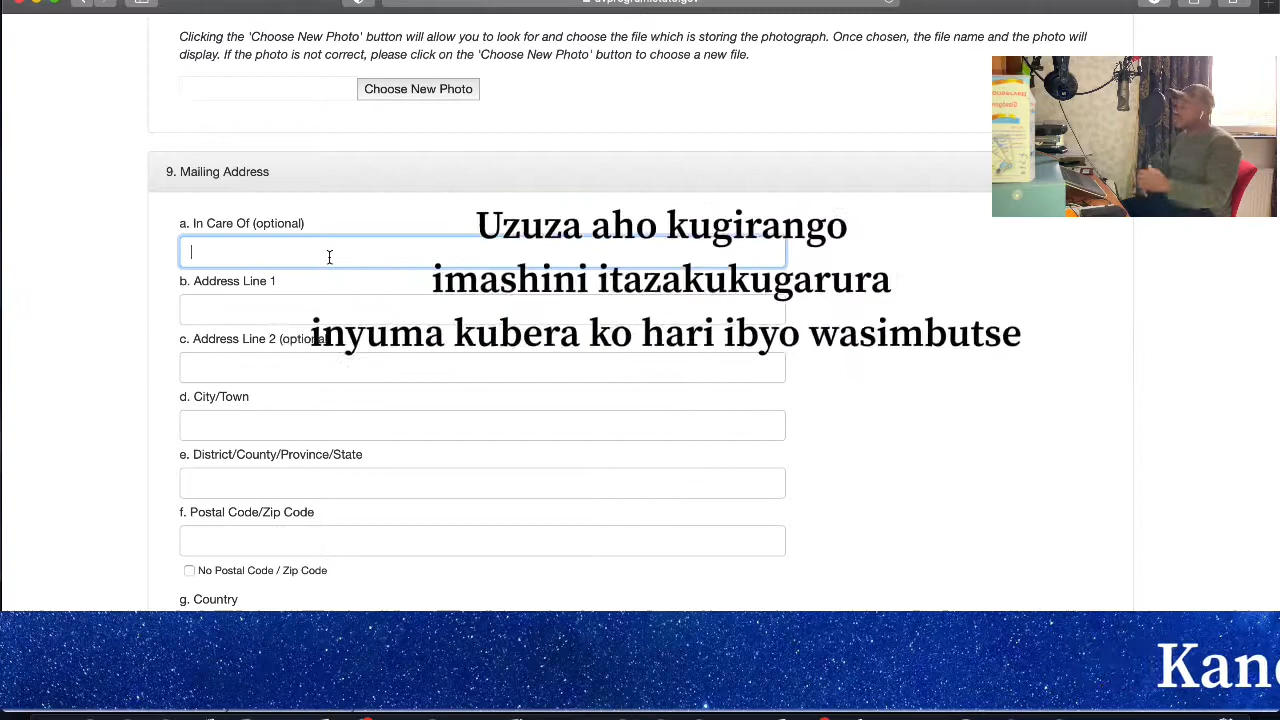 Clicking the 'Choose New Photo' button will allow you to look for and choose the file which is storing the photograph. Once chosen, the file name and the photo will
display. If the photo is not correct, please click on the 'Choose New Photo' button to choose a new file.
Choose New Photo
9. Mailing Address
a. In Care Of (optional)
Uzuza aho kugirango
imashini itazakukugarura
inyuma kubera ko hari ibyo wasimbutse
b. Address Line 1
c. Address Line 2 (optional)
d. City/Town
e. District/County/Province/State
f. Postal Code/Zip Code
No Postal Code / Zip Code
g. Country